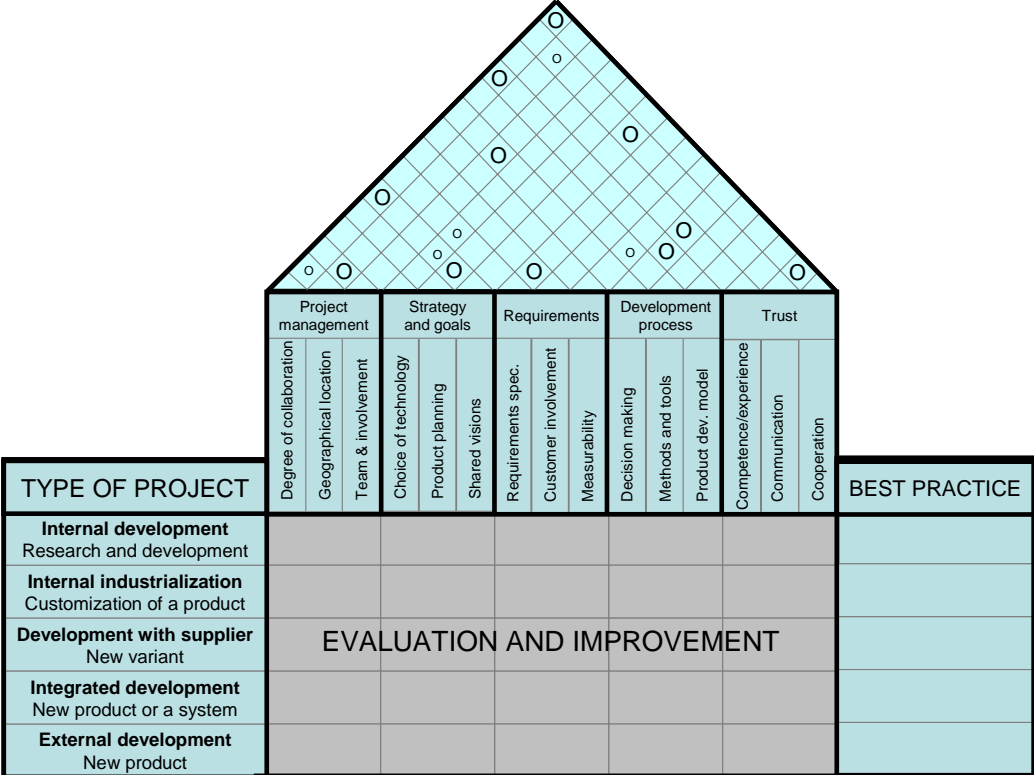 O
o
O
O
O
O
o
O
o
o
O
o
O
O
O
o
O
Project
management
Strategy
and goals
Requirements
Development
process
Trust
Degree of collaboration
Geographical location
Team & involvement
Choice of technology
Product planning
Shared visions
Requirements spec.
Customer involvement
Measurability
Decision making
Methods and tools
Product dev. model
Competence/experience
Communication
Cooperation
TYPE OF PROJECT
BEST PRACTICE
Internal development
Research and development
Internal industrialization
Customization of a product
Development with supplier
New variant
EVALUATION AND IMPROVEMENT
Integrated development
New product or a system
External development
New product